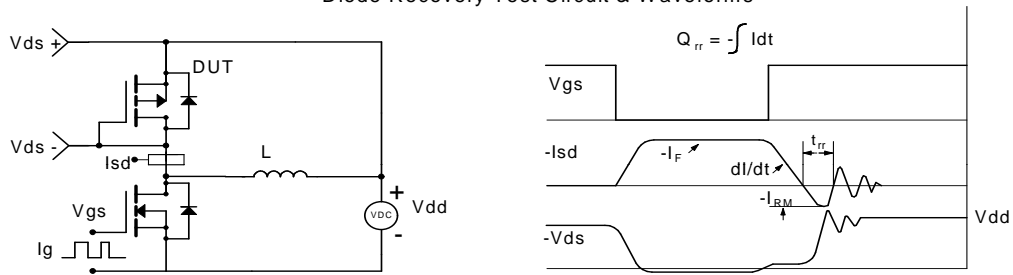 Diode Recovery Test Circuit & Waveforms
Vds +
DUT
Vds -
Isd
L
Vgs
Ig
VDC
+
-
Vdd
Q rr = -∫ Idt
Vgs
-Isd
-I F
dI/dt
t rr
-I RM
Vdd
-Vds